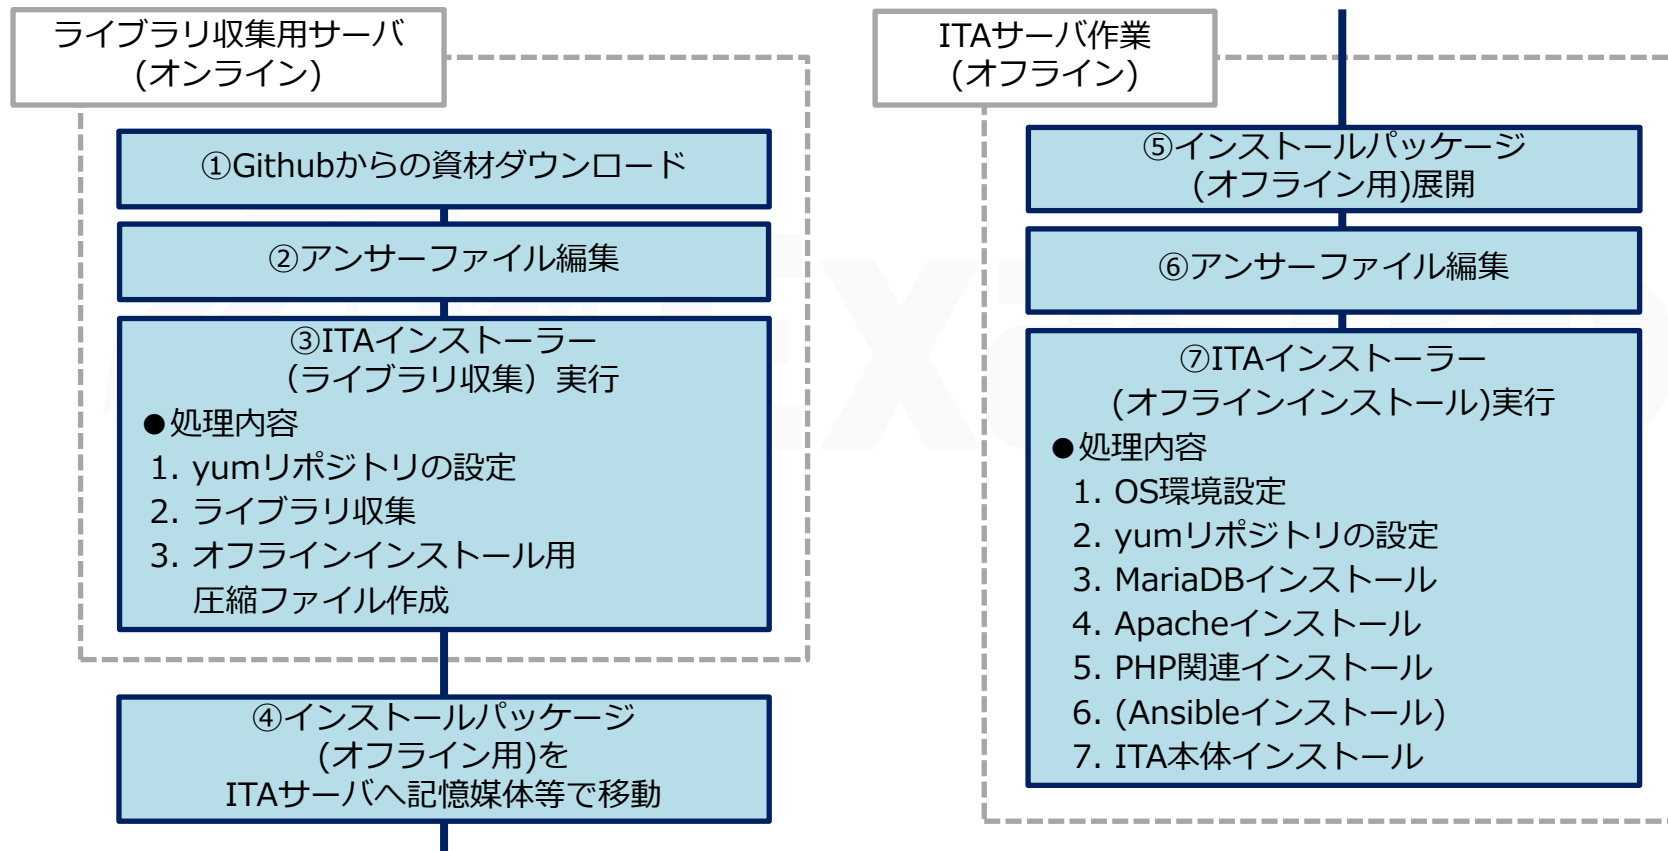 ライブラリ収集用サーバ
(オンライン)
①Githubからの資材ダウンロード
②アンサーファイル編集
③ITAインストーラー
（ライブラリ収集）実行
●処理内容
1. yumリポジトリの設定
2. ライブラリ収集
3. オフラインインストール用
圧縮ファイル作成
④インストールパッケージ
(オフライン用)を
ITAサーバへ記憶媒体等で移動
ITAサーバ作業
(オフライン)
⑤インストールパッケージ
(オフライン用)展開
⑥アンサーファイル編集
⑦ITAインストーラー
(オフラインインストール)実行
●処理内容
1. OS環境設定
2. yumリポジトリの設定
3. MariaDBインストール
4. Apacheインストール
5. PHP関連インストール
6. (Ansibleインストール)
7. ITA本体インストール